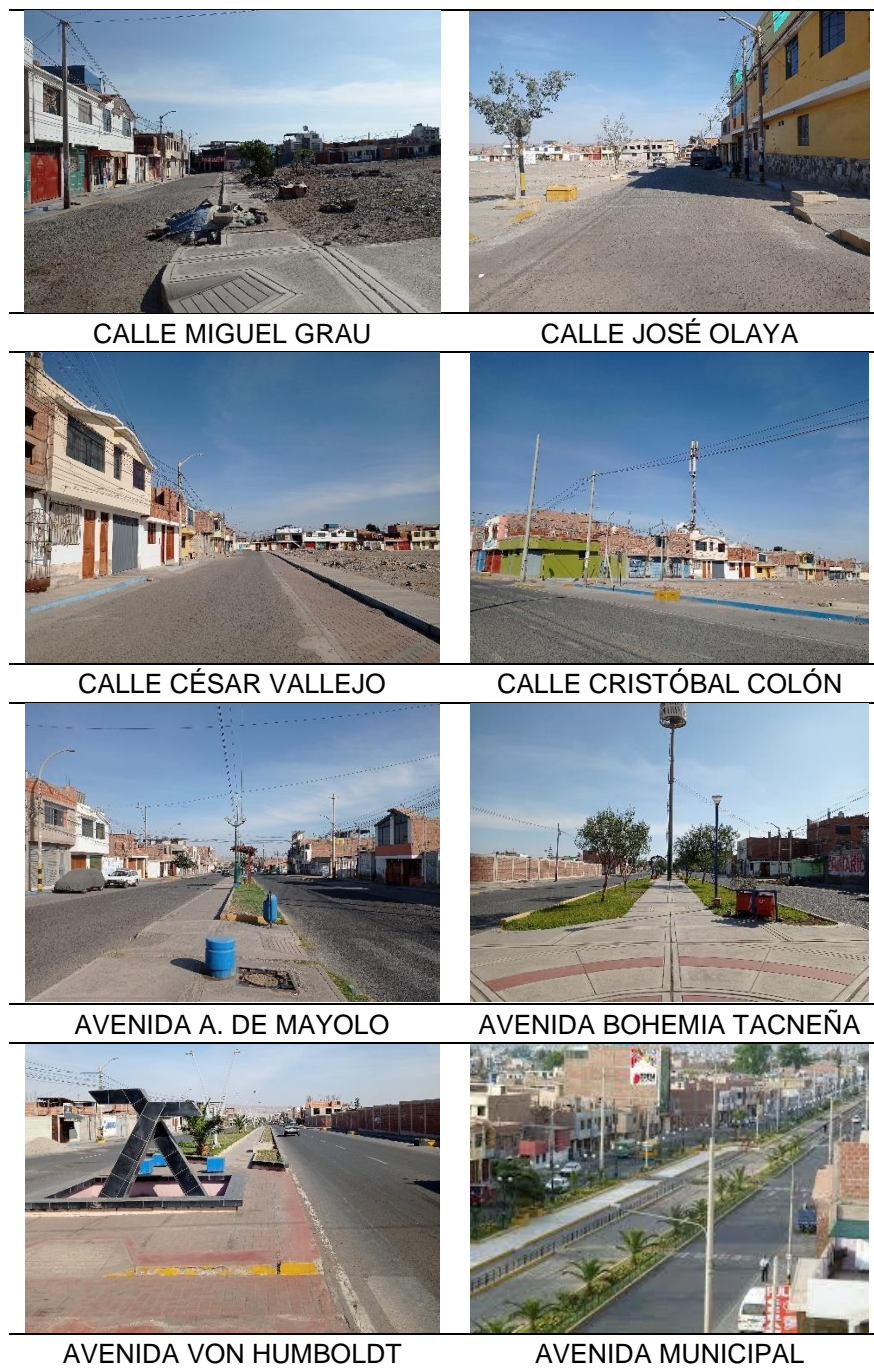 CALLE MIGUEL GRAU
CALLE JOSÉ OLAYA
CALLE CÉSAR VALLEJO
CALLE CRISTÓBAL COLÓN
AVENIDA A. DE MAYOLO
AVENIDA BOHEMIA TACNEÑA
AVENIDA VON HUMBOLDT
AVENIDA MUNICIPAL